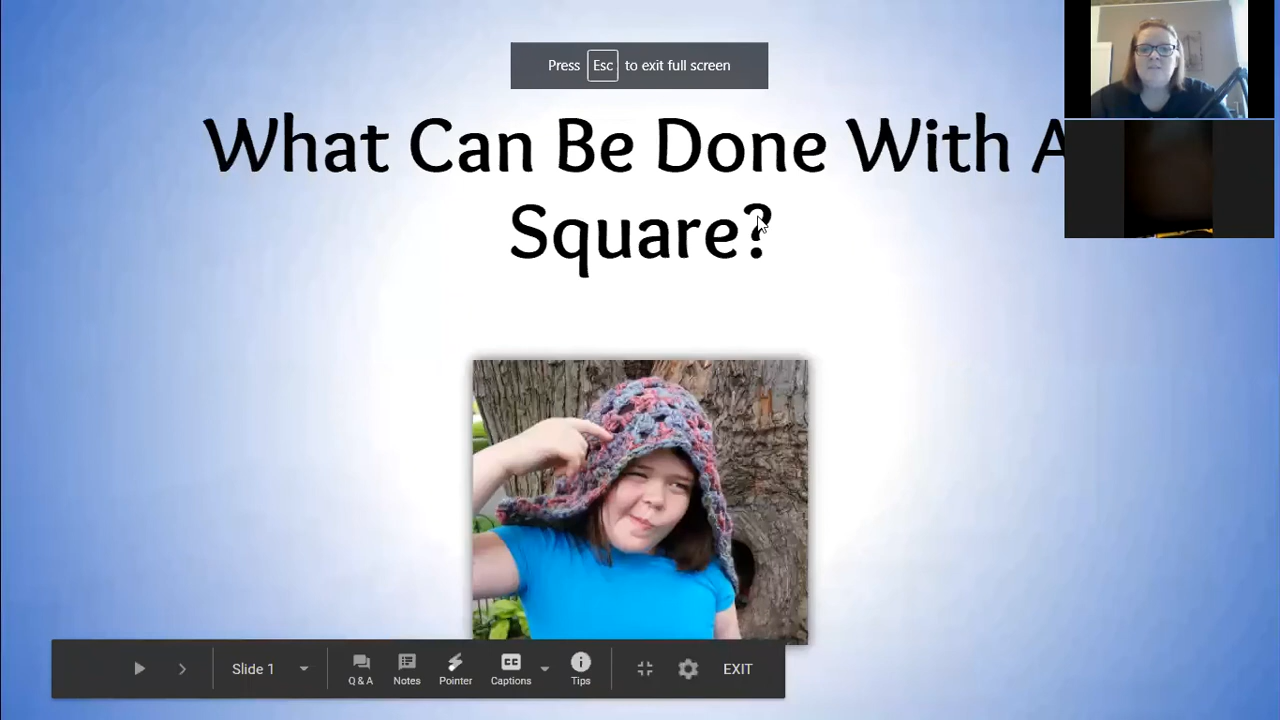 Press Esc to exit full screen
What Can Be Done With A
Square?
Slide 1
Q & A
Notes
Pointer
CC
Captions
Tips
EXIT